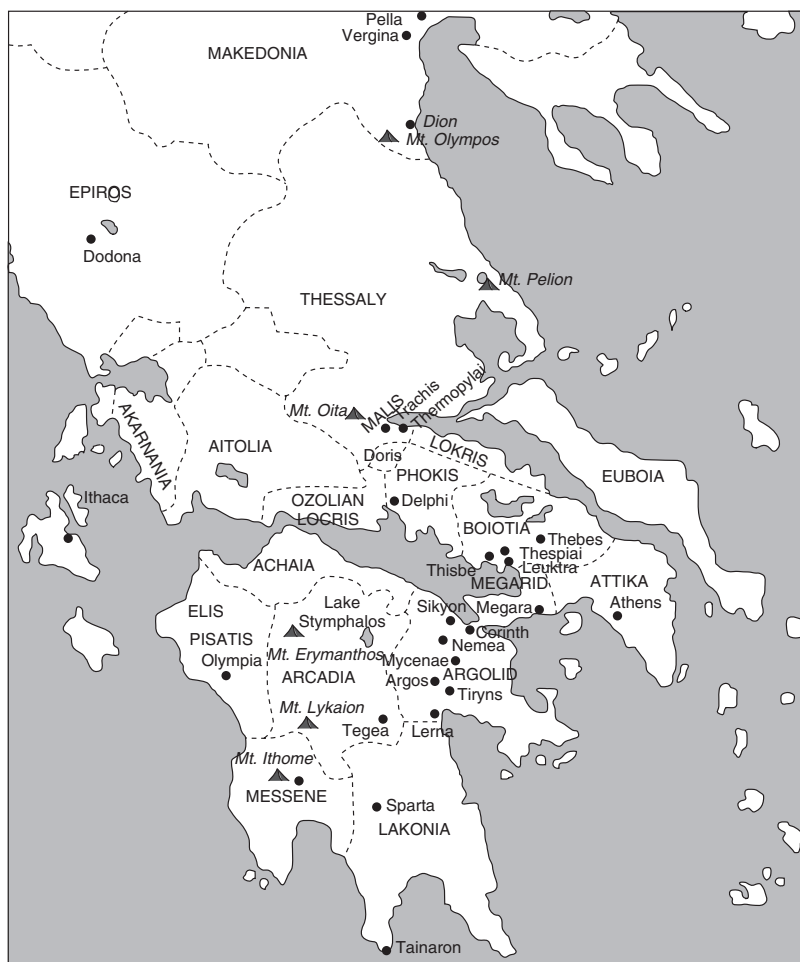 Pella
Vergina
MAKEDONIA
Dion
Mt. Olympos
EPIROS
Dodona
Mt. Pelion
THESSALY
Mt. Oita
MALIS
Trachis
Thermopylai
AKARNANIA
AITOLIA
Doris
LOKRIS
PHOKIS
EUBOIA
Ithaca
OZOLIAN
LOCRIS
Delphi
BOIOTIA
Thebes
Thespiai
Leuktra
Thisbe
MEGARID
ATTIKA
Athens
ACHAIA
ELIS
Lake
Stymphalos
Sikyon
Megara
Corinth
PISATIS
Olympia
Mt. Erymanthos
Nemea
Mycenae
ARCADIA
Argos
ARGOLID
Tiryns
Mt. Lykaion
Tegea
Lerna
Mt. Ithome
MESSENE
Sparta
LAKONIA
Tainaron